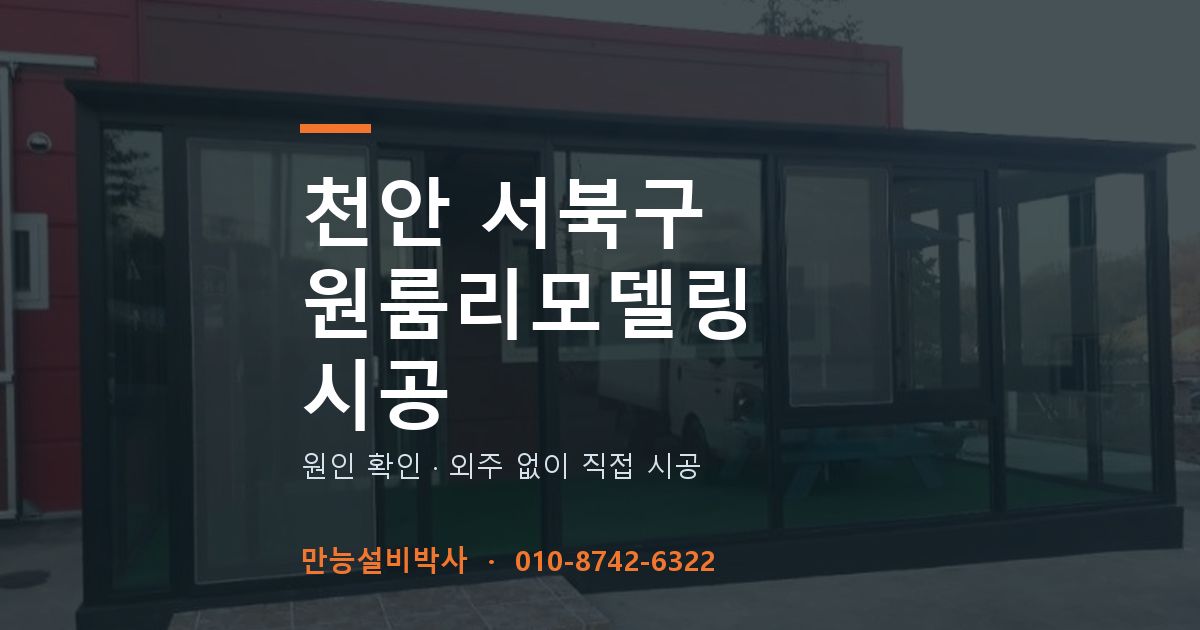 천안 서북구
원룸리모델링
시공
원인 확인 · 외주 없이 직접 시공
만능설비박사 · 010-8742-6322